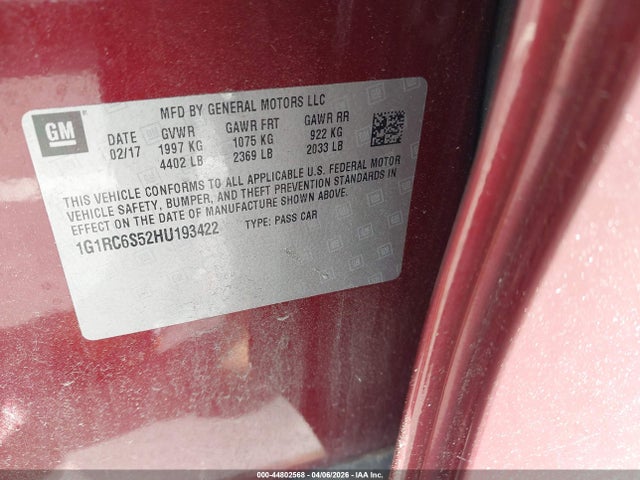 MFD BY GENERAL MOTORS LLC
GM
DATE GVWR GAWR FRT GAWR RR
02/17 1997 KG 1075 KG 922 KG
4402 LB 2369 LB 2033 LB
THIS VEHICLE CONFORMS TO ALL APPLICABLE U.S. FEDERAL MOTOR
VEHICLE SAFETY, BUMPER, AND THEFT PREVENTION STANDARDS IN
EFFECT ON THE DATE OF MANUFACTURE SHOWN ABOVE.
1G1RC6S52HU193422 TYPE: PASS CAR
000-44802568 - 04/06/2026 - IAAI.COM